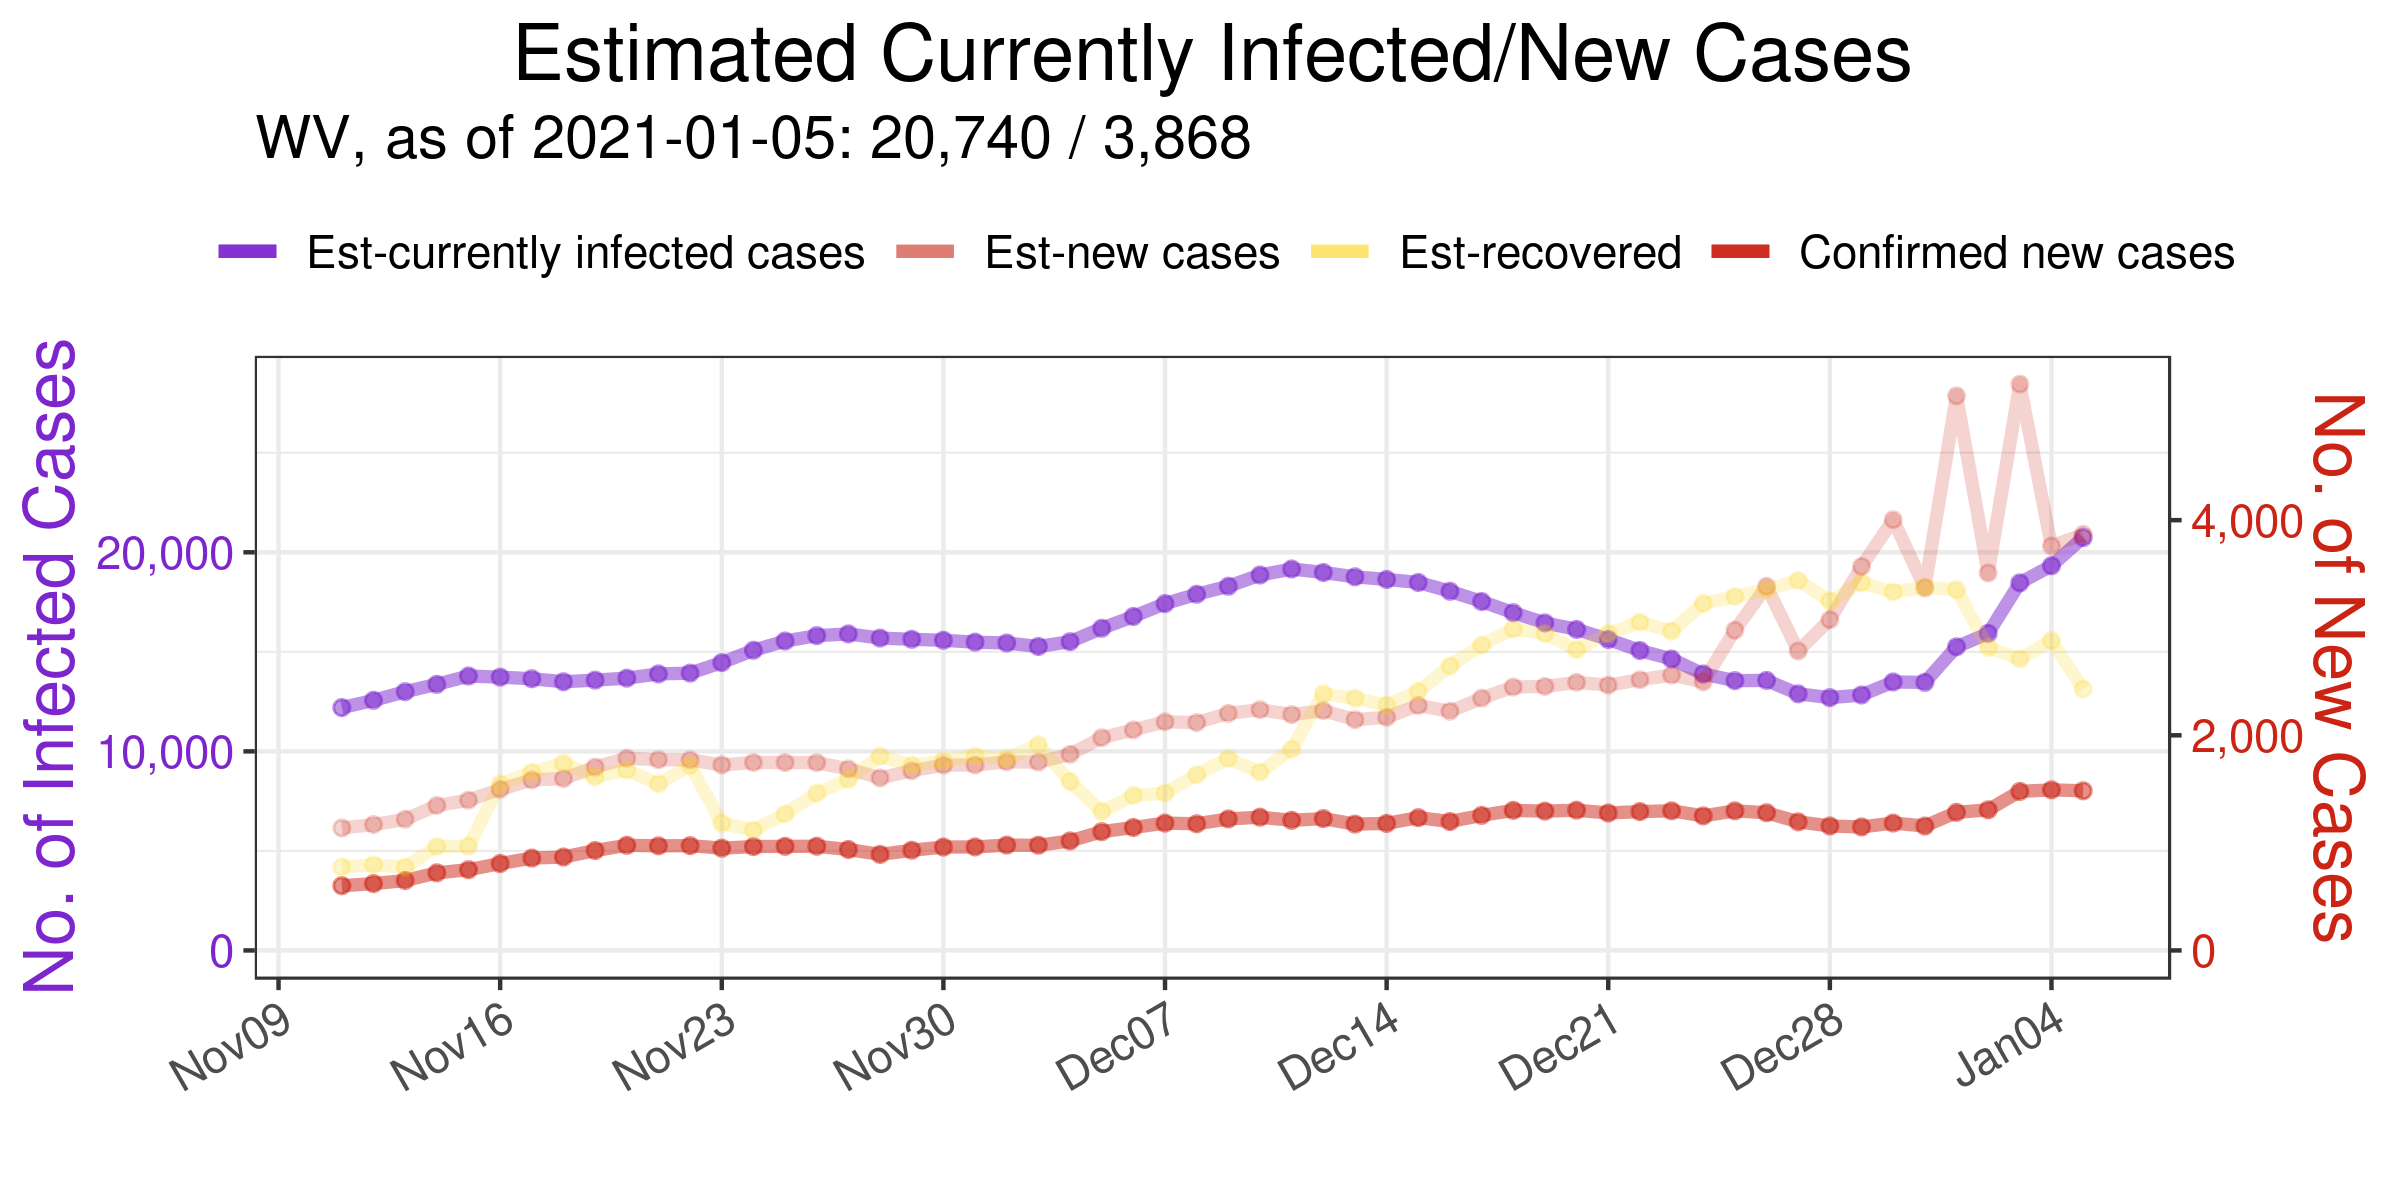 Estimated Currently Infected/New Cases
WV, as of 2021-01-05: 20,740 / 3,868
Est-currently infected cases Est-new cases Est-recovered Confirmed new cases
No. of Infected Cases
20,000
10,000
0
4,000
2,000
0
No. of New Cases
Nov09 Nov16 Nov23 Nov30 Dec07 Dec14 Dec21 Dec28 Jan04